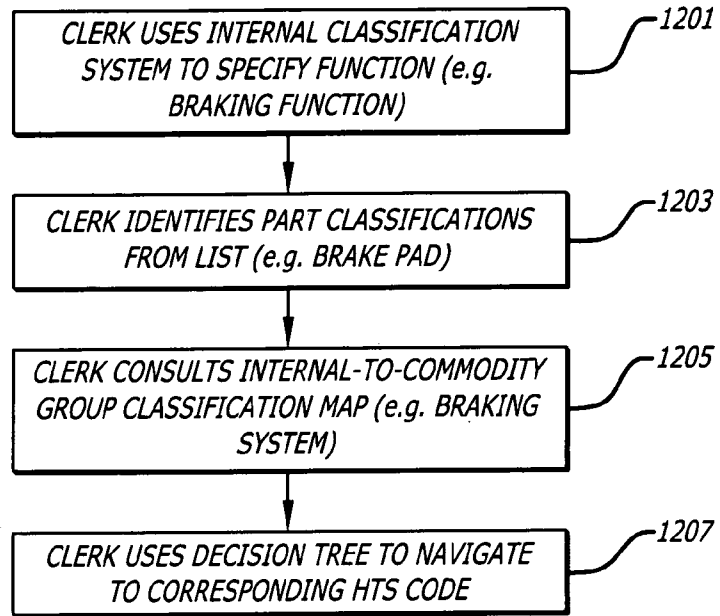 CLERK USES INTERNAL CLASSIFICATION
SYSTEM TO SPECIFY FUNCTION (e.g.
BRAKING FUNCTION)
1201
CLERK IDENTIFIES PART CLASSIFICATIONS
FROM LIST (e.g. BRAKE PAD)
1203
CLERK CONSULTS INTERNAL-TO-COMMODITY
GROUP CLASSIFICATION MAP (e.g. BRAKING
SYSTEM)
1205
CLERK USES DECISION TREE TO NAVIGATE
TO CORRESPONDING HTS CODE
1207